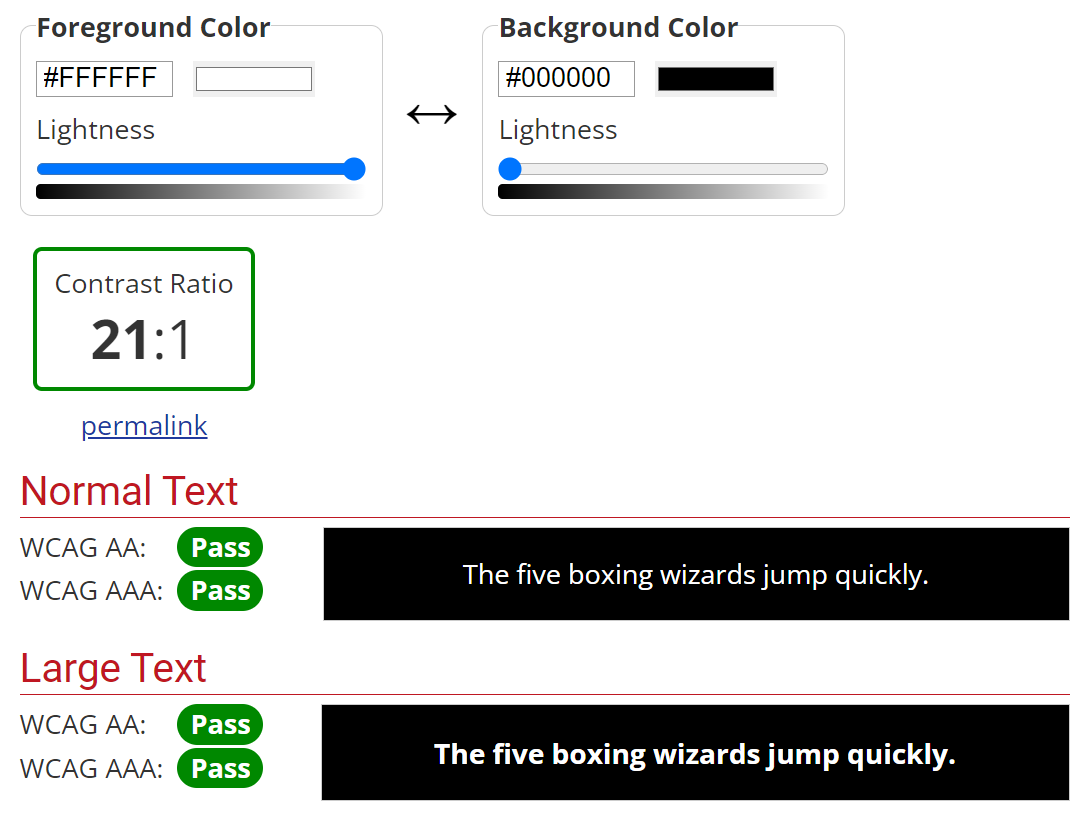 Foreground Color
#FFFFFF
Lightness
Background Color
#000000
Lightness
Contrast Ratio
21:1
permalink
Normal Text
WCAG AA: Pass
WCAG AAA: Pass
The five boxing wizards jump quickly.
Large Text
WCAG AA: Pass
WCAG AAA: Pass
The five boxing wizards jump quickly.